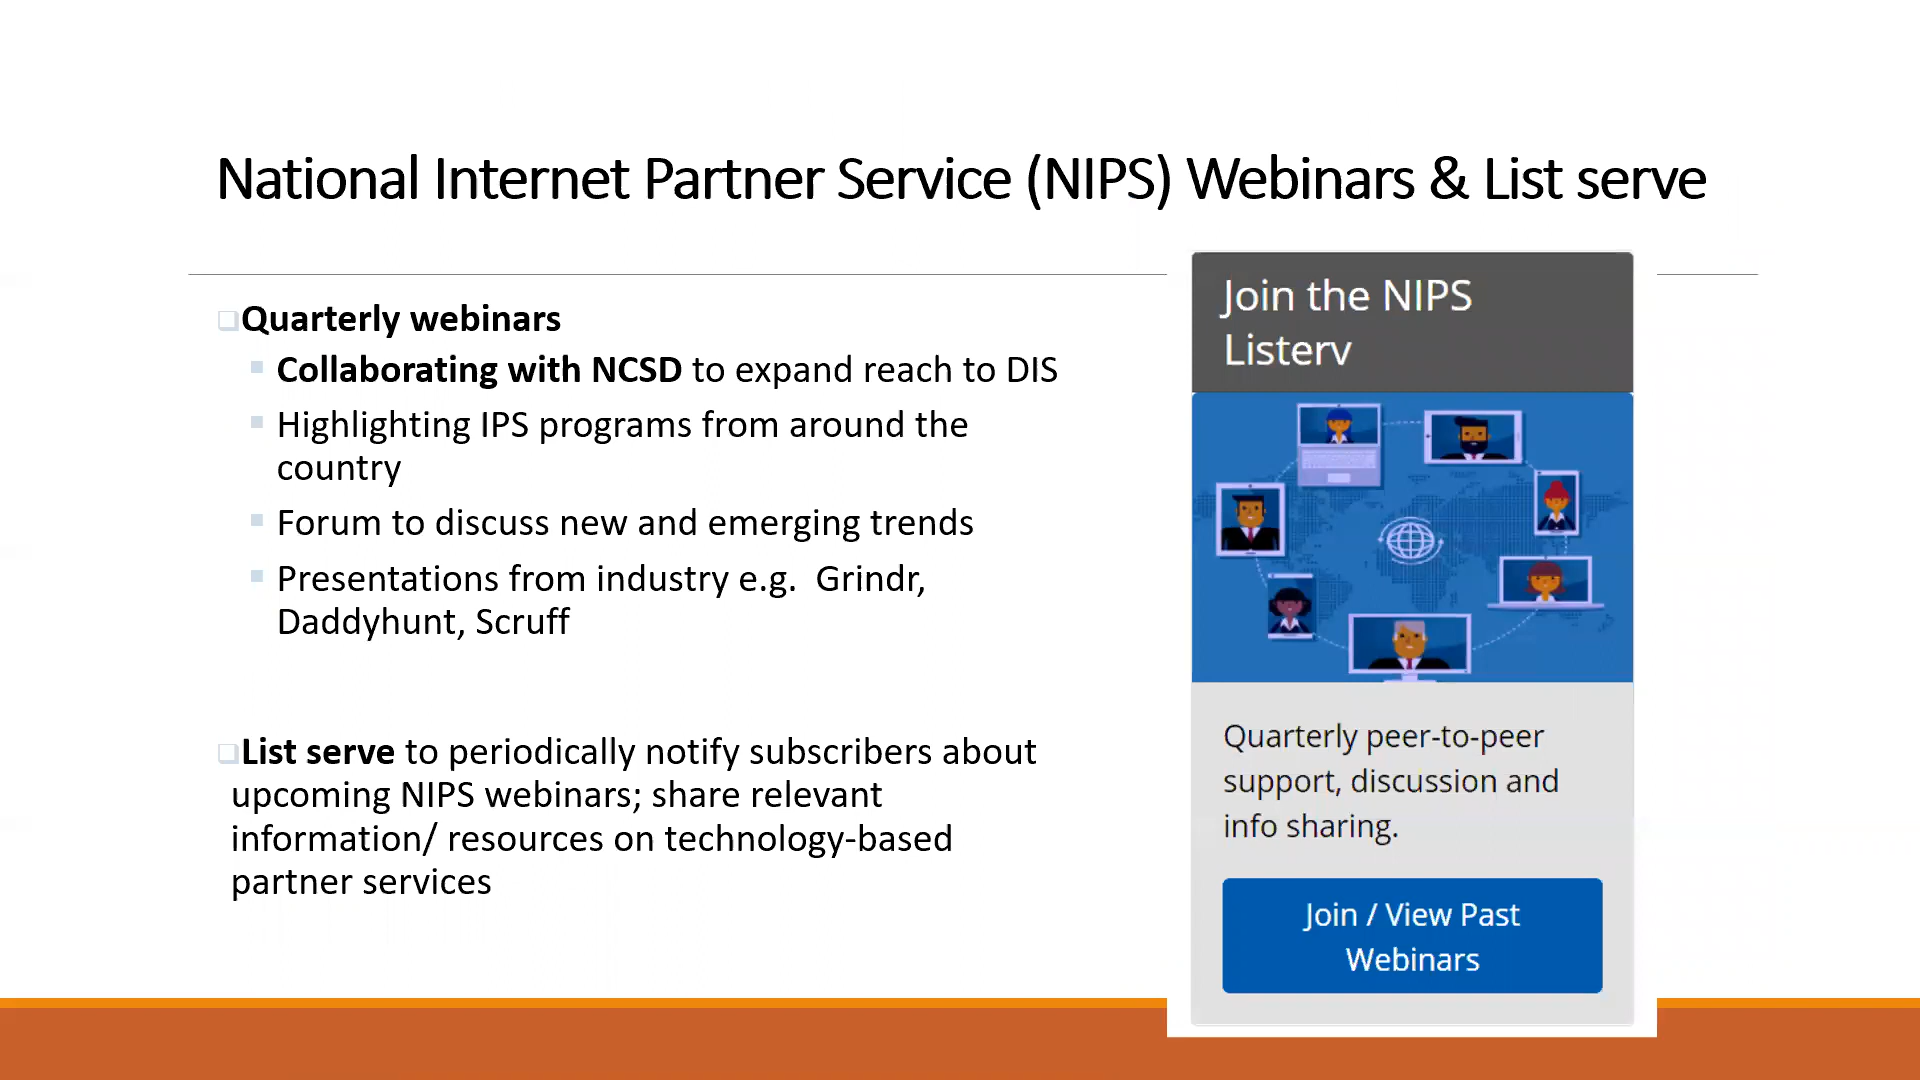 National Internet Partner Service (NIPS) Webinars & List serve
Quarterly webinars
Collaborating with NCSD to expand reach to DIS
Highlighting IPS programs from around the
country
Forum to discuss new and emerging trends
Presentations from industry e.g.  Grindr,
Daddyhunt, Scruff
List serve to periodically notify subscribers about
upcoming NIPS webinars; share relevant
information/ resources on technology-based
partner services
Join the NIPS
Listerv
Quarterly peer-to-peer
support, discussion and
info sharing.
Join / View Past
Webinars